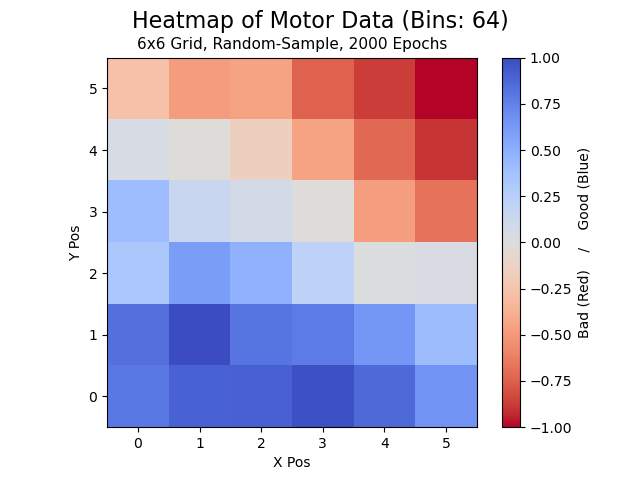 Heatmap of Motor Data (Bins: 64)
6x6 Grid, Random-Sample, 2000 Epochs
Y Pos
5
4
3
2
1
0
0 1 2 3 4 5
X Pos
1.00
0.75
0.50
0.25
0.00
−0.25
−0.50
−0.75
−1.00
Bad (Red) / Good (Blue)